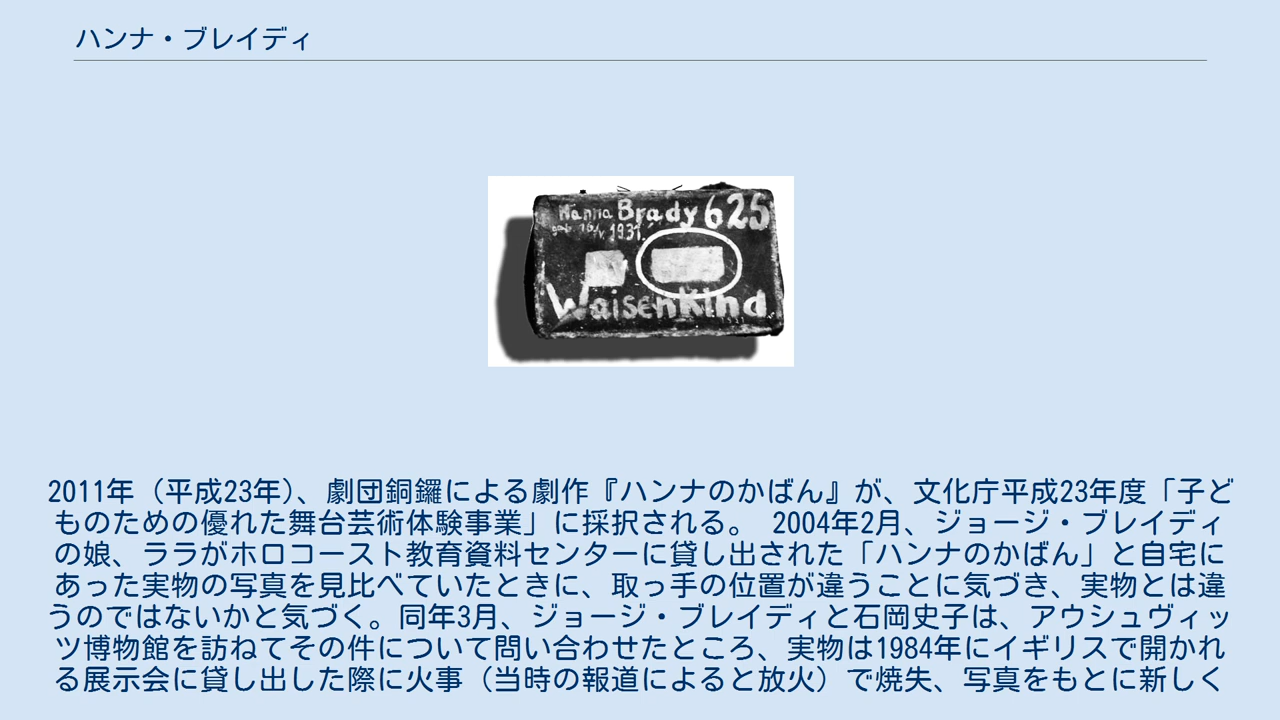 ハンナ・ブレイディ
Hanna Brady 625
geb. 16/V. 1931.
Waisenkind
2011年（平成23年）、劇団銅鑼による劇作『ハンナのかばん』が、文化庁平成23年度「子ど
ものための優れた舞台芸術体験事業」に採択される。 2004年2月、ジョージ・ブレイディ
の娘、ララがホロコースト教育資料センターに貸し出された「ハンナのかばん」と自宅に
あった実物の写真を見比べていたときに、取っ手の位置が違うことに気づき、実物とは違
うのではないかと気づく。同年3月、ジョージ・ブレイディと石岡史子は、アウシュヴィッ
ツ博物館を訪ねてその件について問い合わせたところ、実物は1984年にイギリスで開かれ
る展示会に貸し出した際に火事（当時の報道によると放火）で焼失、写真をもとに新しく